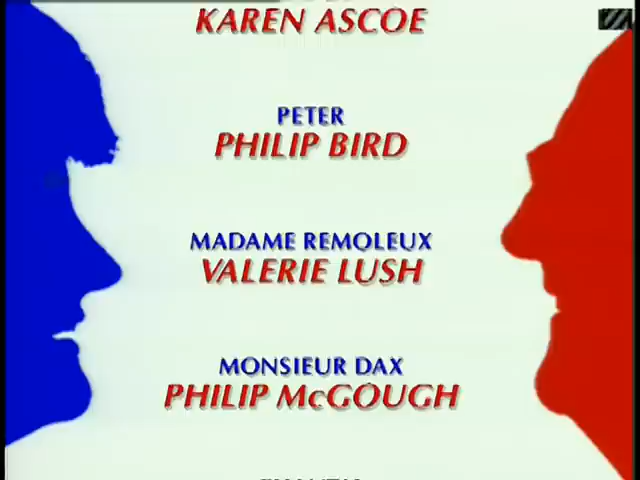 KAREN ASCOE
PETER
PHILIP BIRD
MADAME REMOLEUX
VALERIE LUSH
MONSIEUR DAX
PHILIP McGOUGH